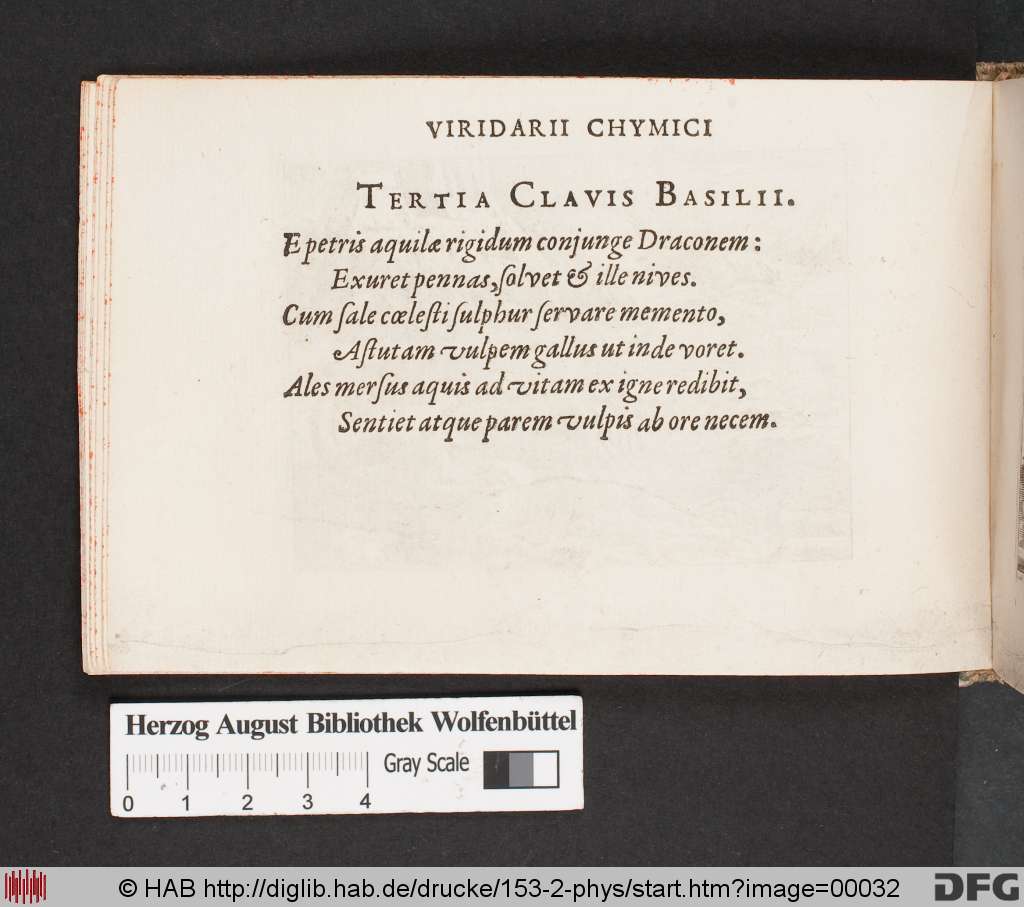 VIRIDARII CHYMICI
TERTIA CLAVIS BASILII.
E petris aquilæ rigidum conjunge Draconem:
Exuret pennas, ſolvet & ille nives.
Cum ſale cœleſti ſulphur ſervare memento,
Aſtutam vulpem gallus ut inde voret.
Ales merſus aquis ad vitam ex igne redibit,
Sentiet atque parem vulpis ab ore necem.
Herzog August Bibliothek Wolfenbüttel
Gray Scale
0 1 2 3 4
© HAB http://diglib.hab.de/drucke/153-2-phys/start.htm?image=00032
DFG